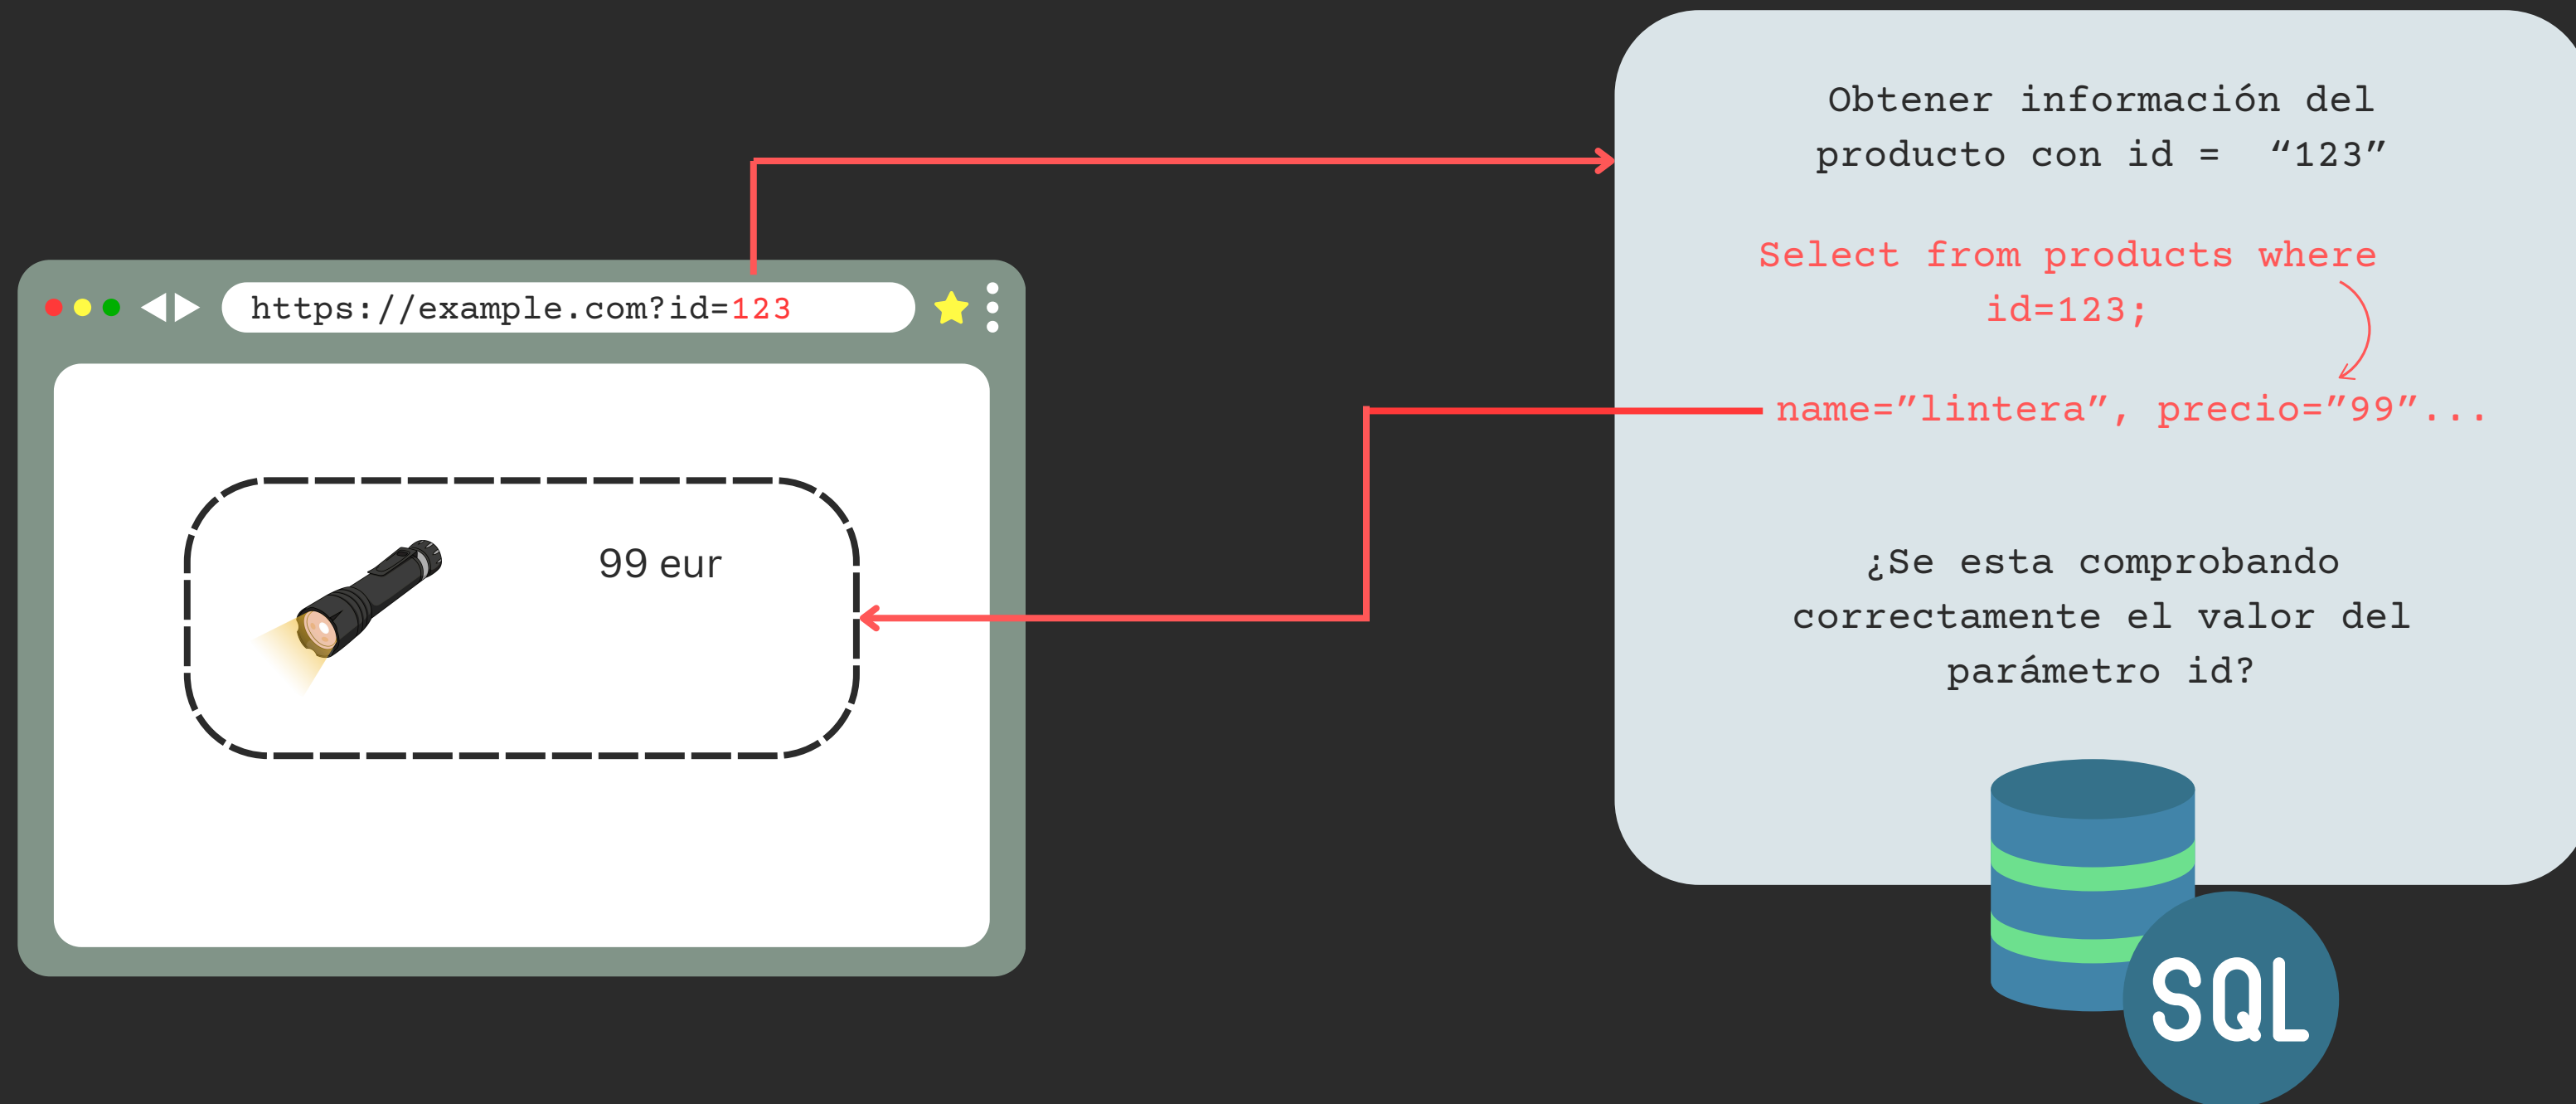 https://example.com?id=123
99 eur
Obtener información del
producto con id =  “123”
Select from products where
id=123;
name=”lintera”, precio=”99”...
¿Se esta comprobando
correctamente el valor del
parámetro id?
SQL